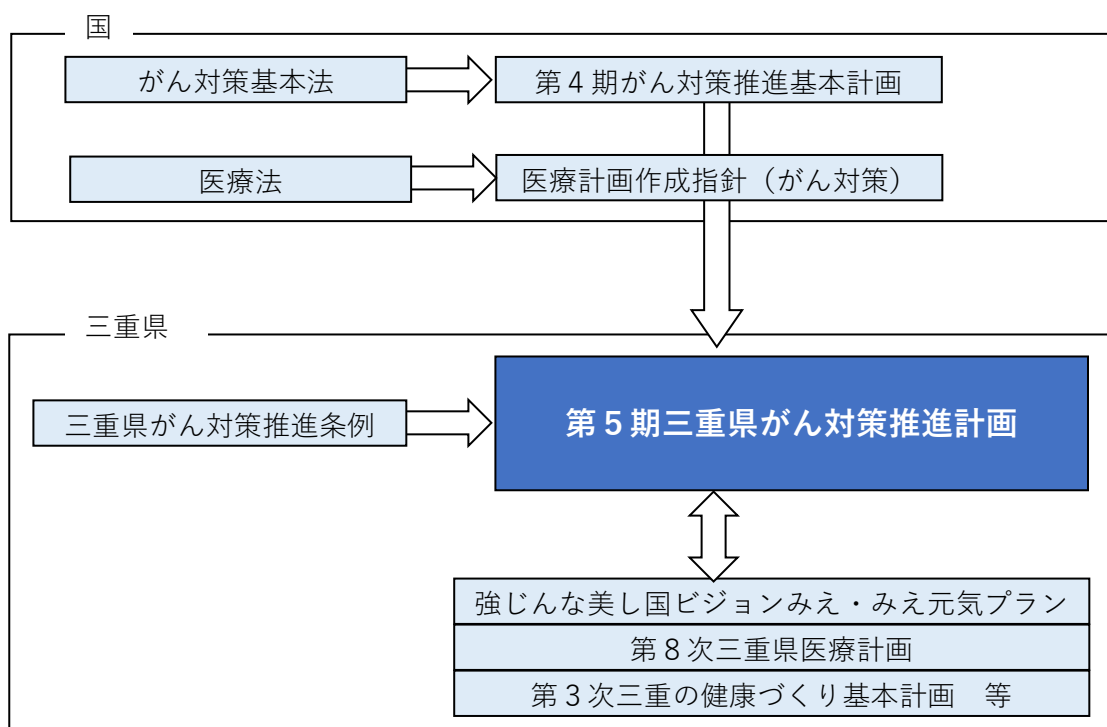 国
がん対策基本法
第４期がん対策推進基本計画
医療法
医療計画作成指針（がん対策）
三重県
三重県がん対策推進条例
第５期三重県がん対策推進計画
強じんな美し国ビジョンみえ・みえ元気プラン
第８次三重県医療計画
第３次三重の健康づくり基本計画　等